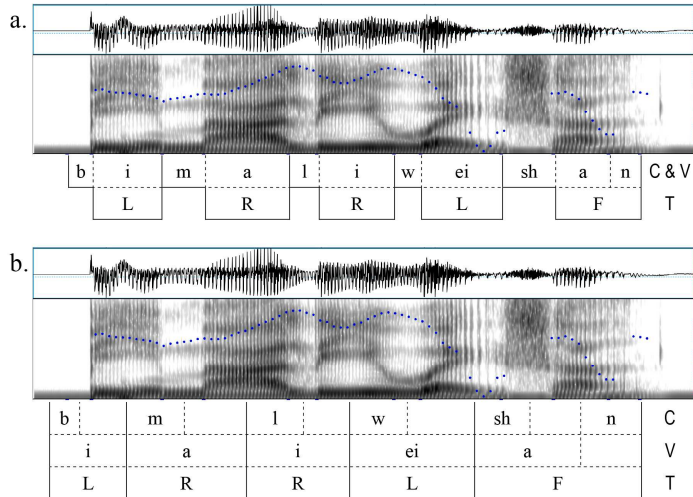 a.
b i m a l i w ei sh a n C & V
L R R L F T
b.
b m l w sh n C
i a i ei a V
L R R L F T